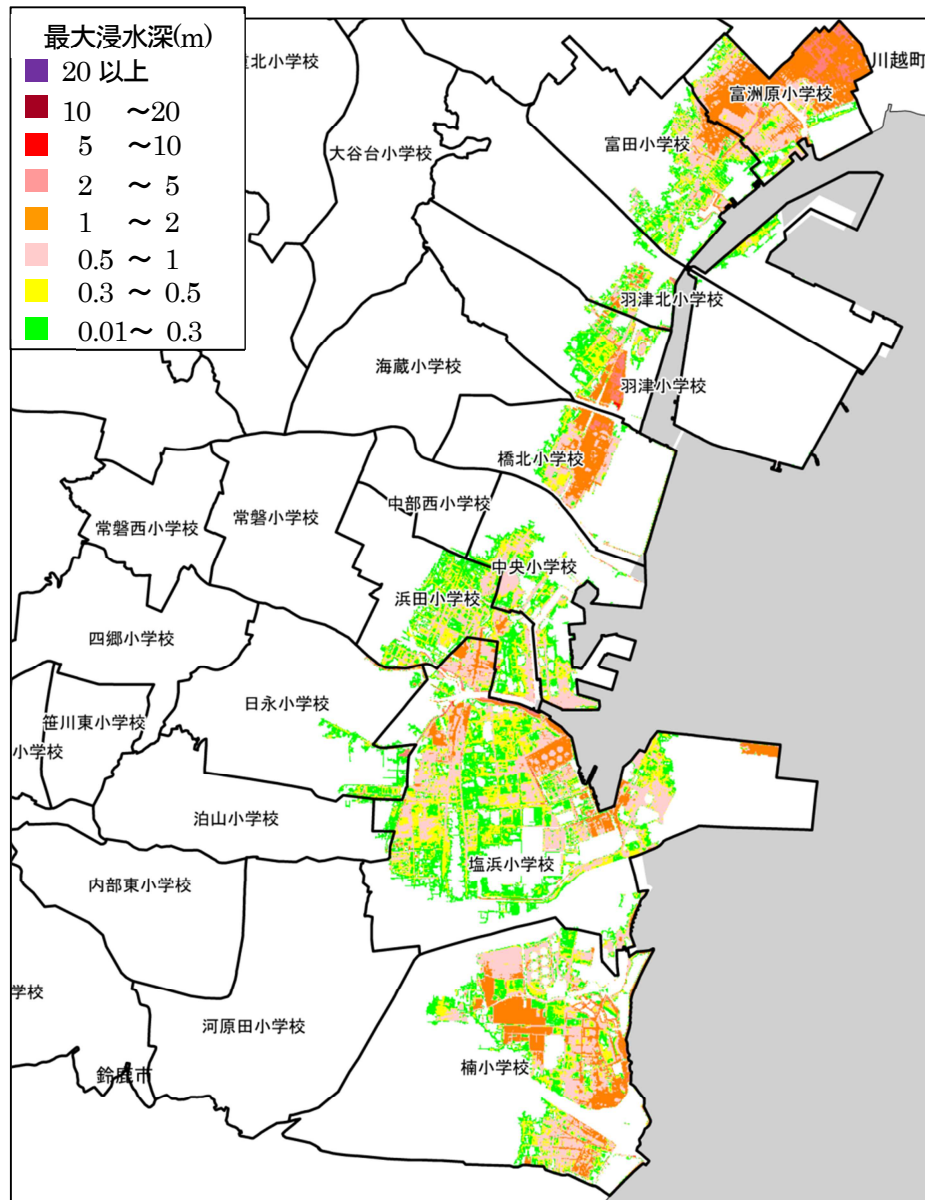 最大浸水深(m)
20 以上
10 ～20
5 ～10
2 ～ 5
1 ～ 2
0.5 ～ 1
0.3 ～ 0.5
0.01～ 0.3
北小学校
川越町
富洲原小学校
富田小学校
大谷台小学校
羽津北小学校
海蔵小学校
羽津小学校
橋北小学校
中部西小学校
常磐西小学校
常磐小学校
中央小学校
浜田小学校
四郷小学校
日永小学校
笹川東小学校
小学校
泊山小学校
塩浜小学校
内部東小学校
学校
河原田小学校
楠小学校
鈴鹿市